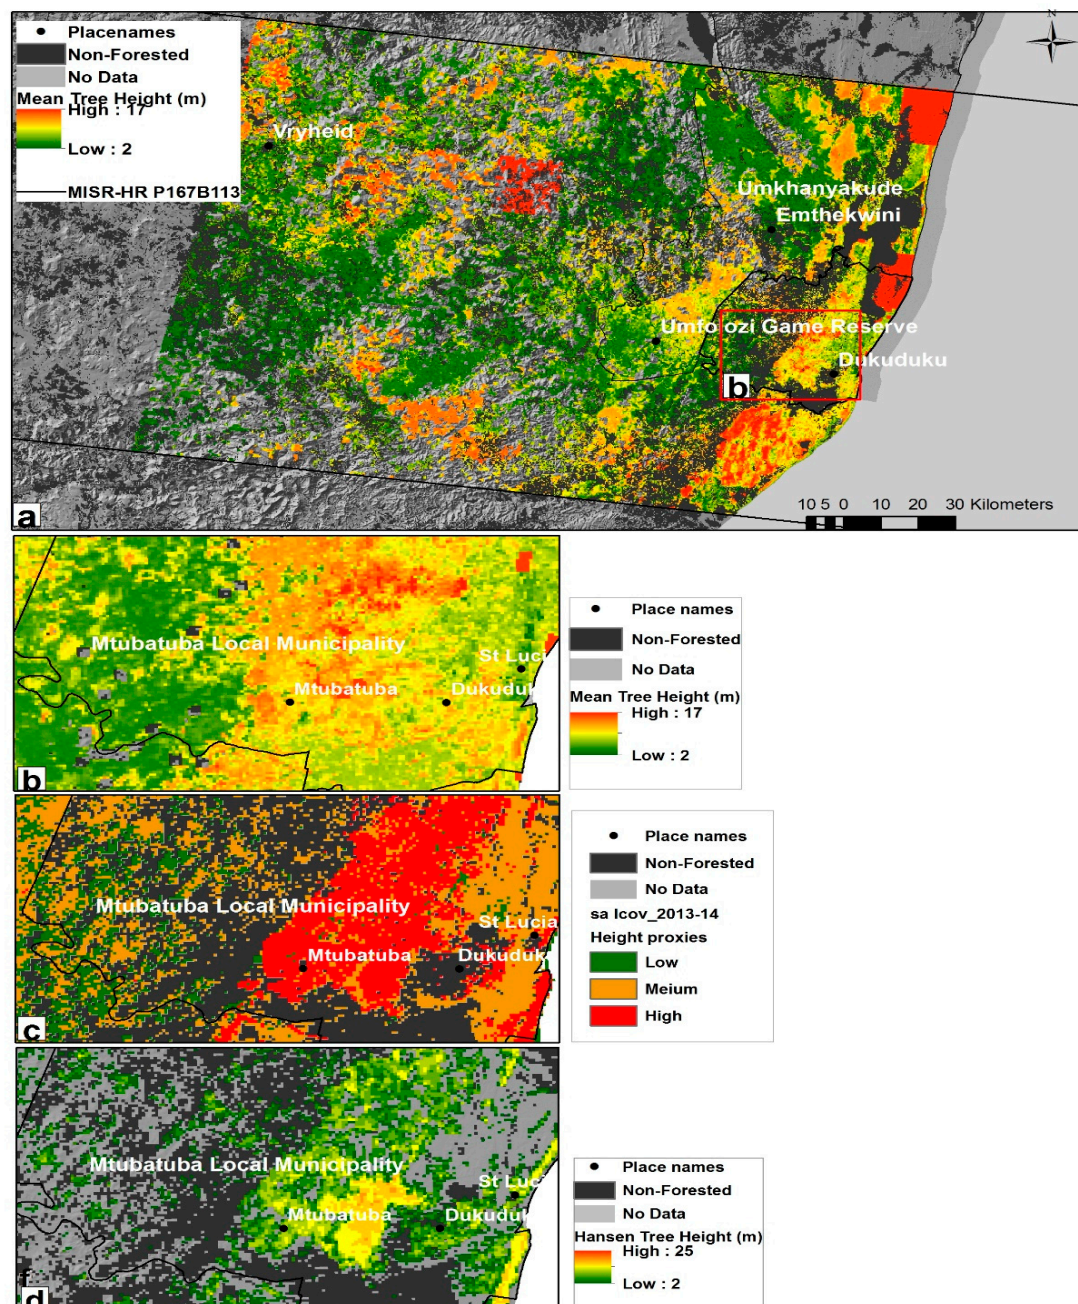 Placenames
Non-Forested
No Data
Mean Tree Height (m)
High : 17
Low : 2
MISR-HR P167B113
N
Vryheid
Umkhanyakude
Emthekwini
Umfo ozi Game Reserve
Dukuduku
b
a
10 5 0 10 20 30 Kilometers
Mtubatuba Local Municipality
St Luci
Mtubatuba
Dukuduk
b
Place names
Non-Forested
No Data
Mean Tree Height (m)
High : 17
Low : 2
Mtubatuba Local Municipality
St Lucia
Mtubatuba
Dukuduku
c
Place names
Non-Forested
No Data
sa lcov_2013-14
Height proxies
Low
Meium
High
Mtubatuba Local Municipality
St Luci
Mtubatuba
Dukuduk
f
d
Place names
Non-Forested
No Data
Hansen Tree Height (m)
High : 25
Low : 2